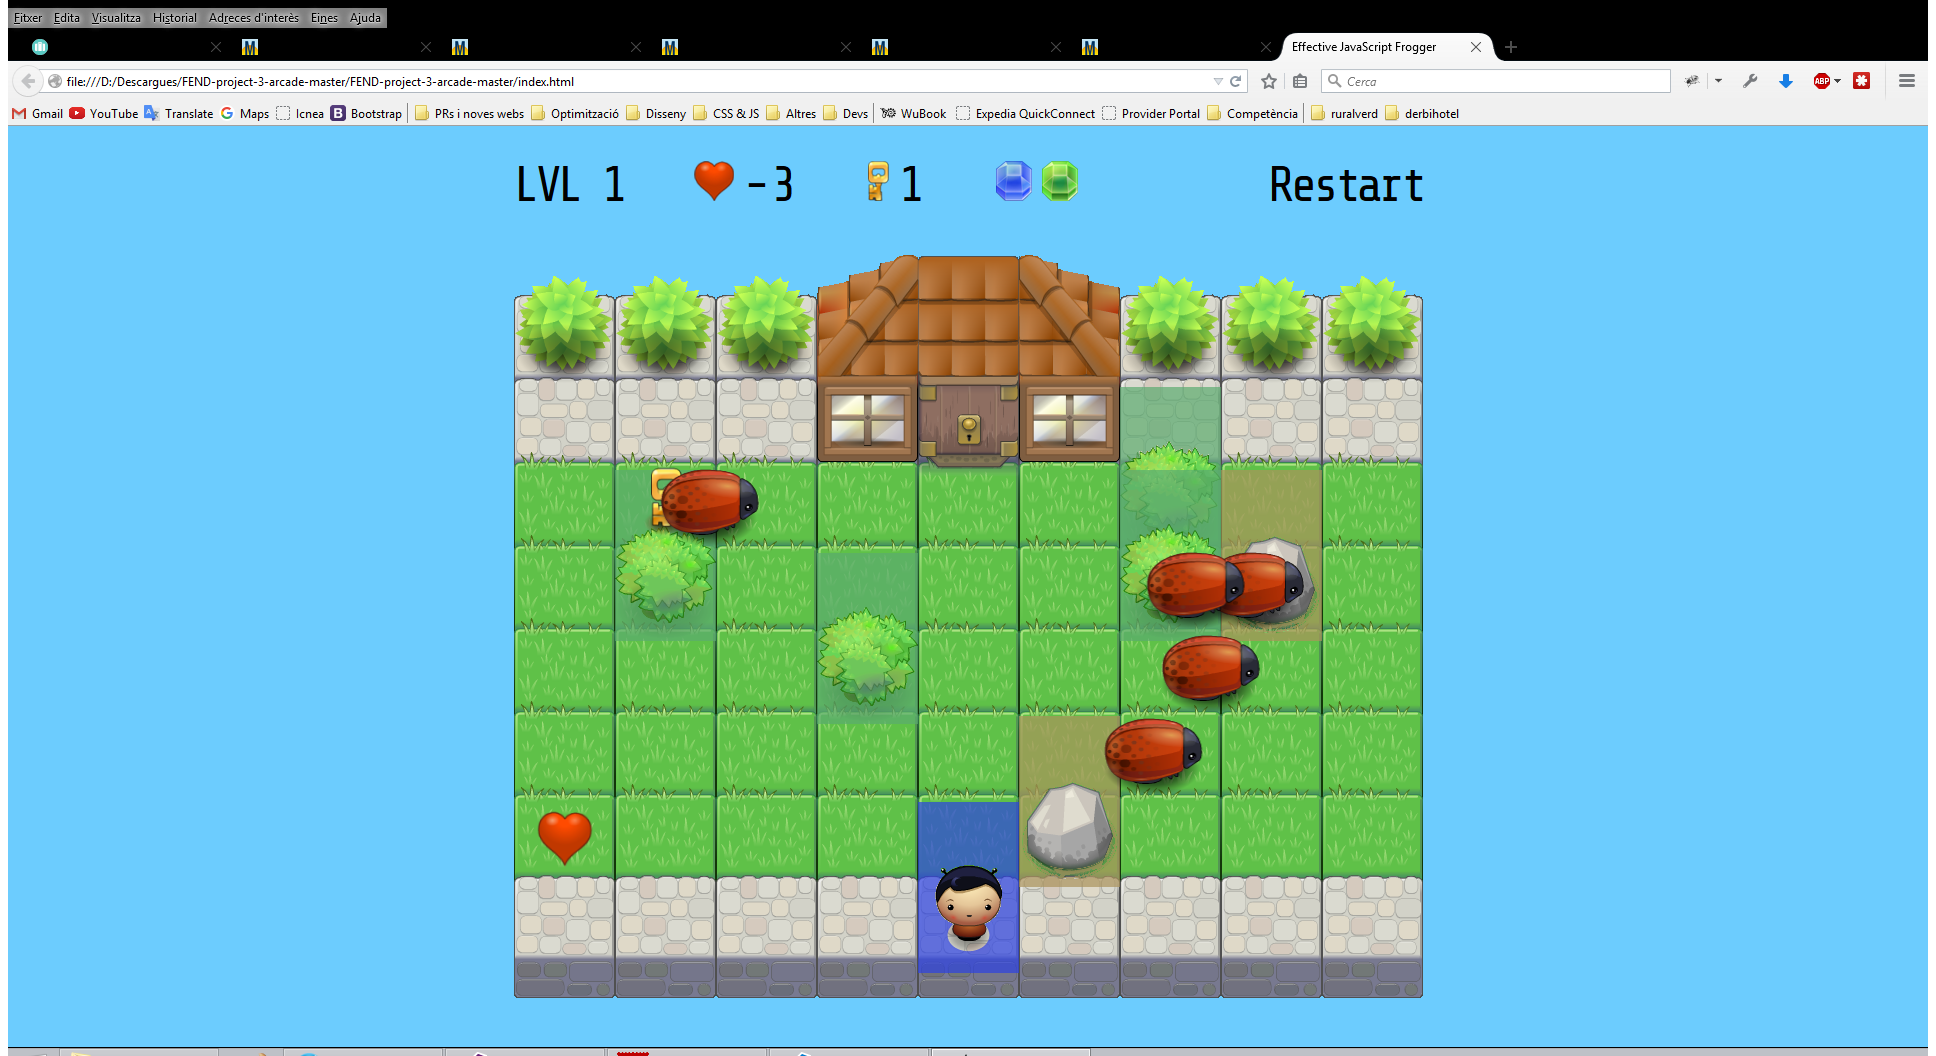 Fitxer Edita Visualitza Historial Adreces d'interès Eines Ajuda
Effective JavaScript Frogger
file:///D:/Descargues/FEND-project-3-arcade-master/FEND-project-3-arcade-master/index.html
Cerca
ABP
Gmail YouTube Translate Maps Icnea B Bootstrap PRs i noves webs Optimització Disseny CSS & JS Altres Devs WuBook Expedia QuickConnect Provider Portal Competència ruralverd derbihotel
LVL 1 -3 1 Restart